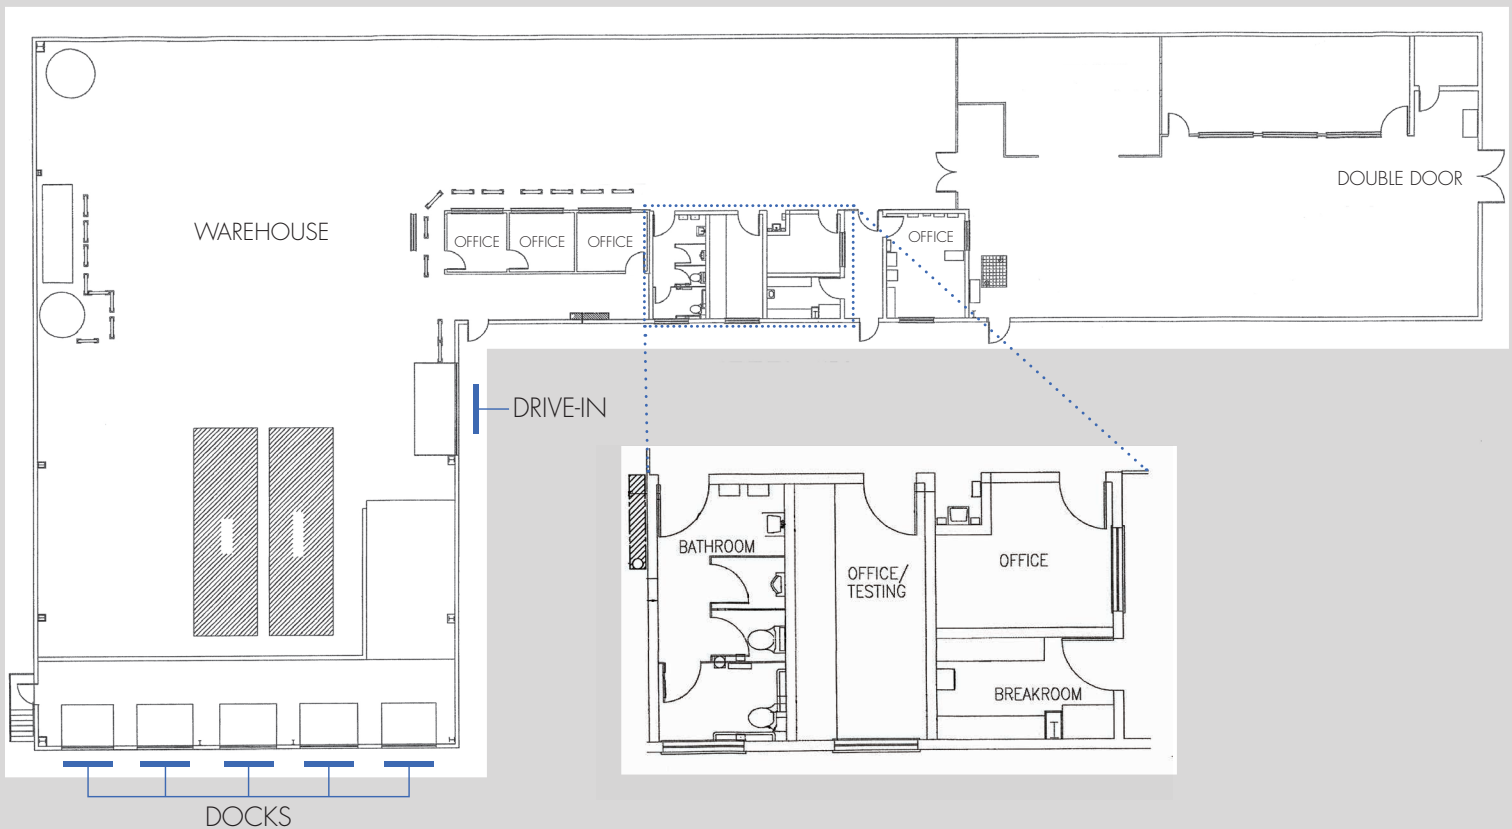 DOUBLE DOOR
WAREHOUSE
OFFICE
OFFICE
OFFICE
OFFICE
DRIVE-IN
BATHROOM
OFFICE/
TESTING
OFFICE
BREAKROOM
DOCKS